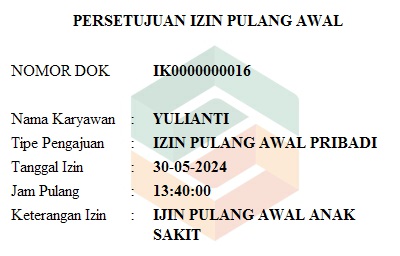 PERSETUJUAN IZIN PULANG AWAL
NOMOR DOK IK0000000016
Nama Karyawan : YULIANTI
Tipe Pengajuan : IZIN PULANG AWAL PRIBADI
Tanggal Izin : 30-05-2024
Jam Pulang : 13:40:00
Keterangan Izin : IJIN PULANG AWAL ANAK
SAKIT